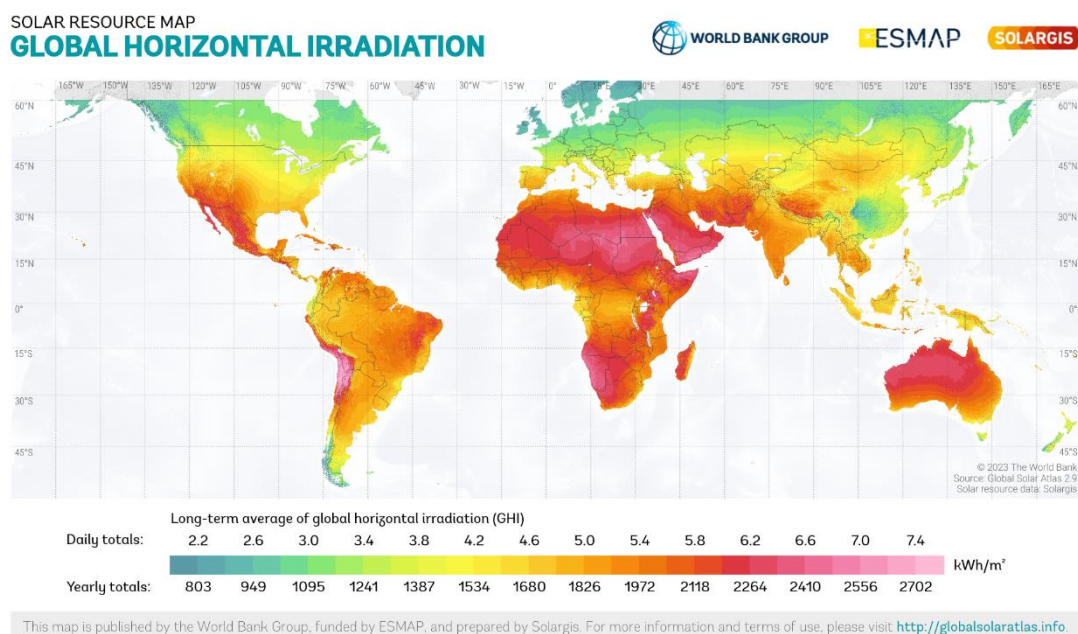 SOLAR RESOURCE MAP
GLOBAL HORIZONTAL IRRADIATION
WORLD BANK GROUP
ESMAP
SOLARGIS
165°W 135°W 120°W 105°W 90°W 75°W 60°W 45°W 30°W 15°W 0° 15°E 30°E 45°E 60°E 75°E 90°E 105°E 120°E 135°E 165°E
60°N 60°N
45°N 45°N
30°N 30°N
15°N 15°N
0° 0°
15°S 15°S
30°S 30°S
45°S 45°S
© 2023 The World Bank
Source: Global Solar Atlas 2.9
Solar resource data: Solargis
Long-term average of global horizontal irradiation (GHI)
Daily totals: 2.2 2.6 3.0 3.4 3.8 4.2 4.6 5.0 5.4 5.8 6.2 6.6 7.0 7.4
kWh/m²
Yearly totals: 803 949 1095 1241 1387 1534 1680 1826 1972 2118 2264 2410 2556 2702
This map is published by the World Bank Group, funded by ESMAP, and prepared by Solargis. For more information and terms of use, please visit http://globalsolaratlas.info.